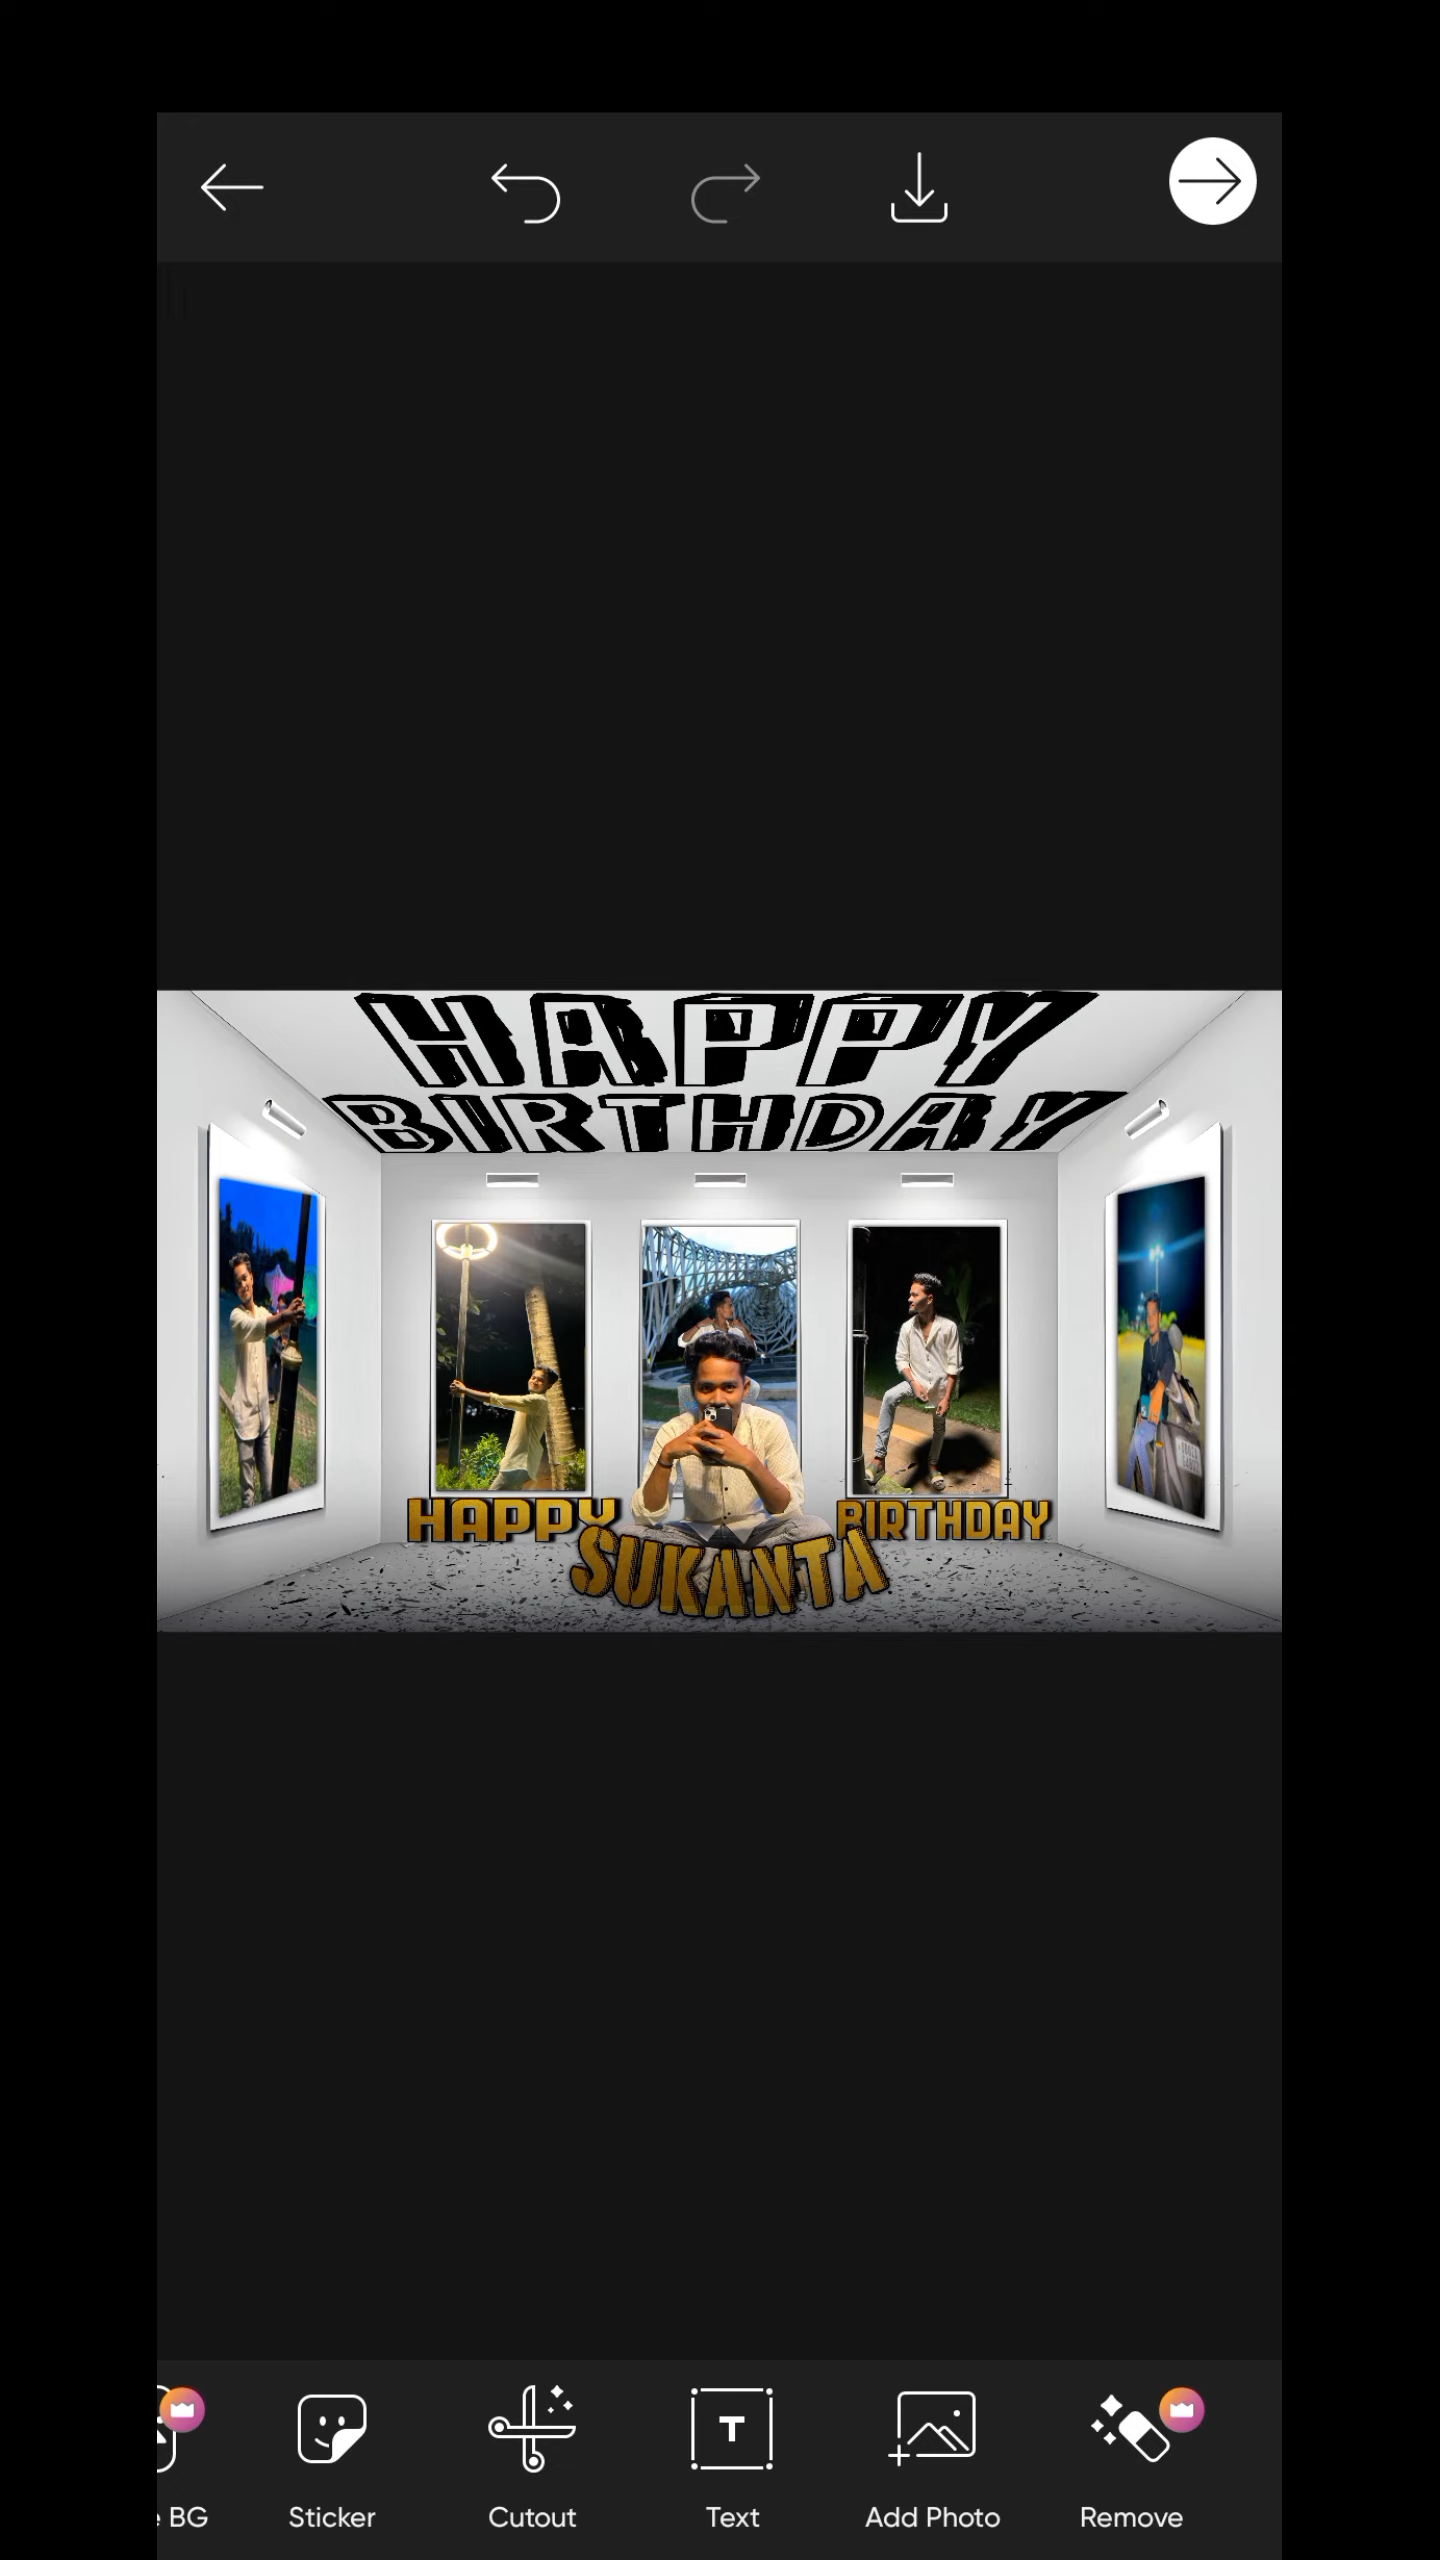 HAPPY
BIRTHDAY
HAPPY
BIRTHDAY
SUKANTA
BG
Sticker
Cutout
T
Text
Add Photo
Remove